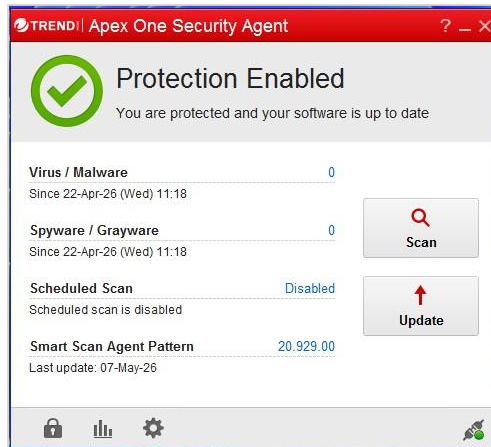 TREND Apex One Security Agent
Protection Enabled
You are protected and your software is up to date
Virus / Malware 0
Since 22-Apr-26 (Wed) 11:18
Spyware / Grayware 0
Since 22-Apr-26 (Wed) 11:18
Scheduled Scan Disabled
Scheduled scan is disabled
Smart Scan Agent Pattern 20.929.00
Last update: 07-May-26
Scan
Update